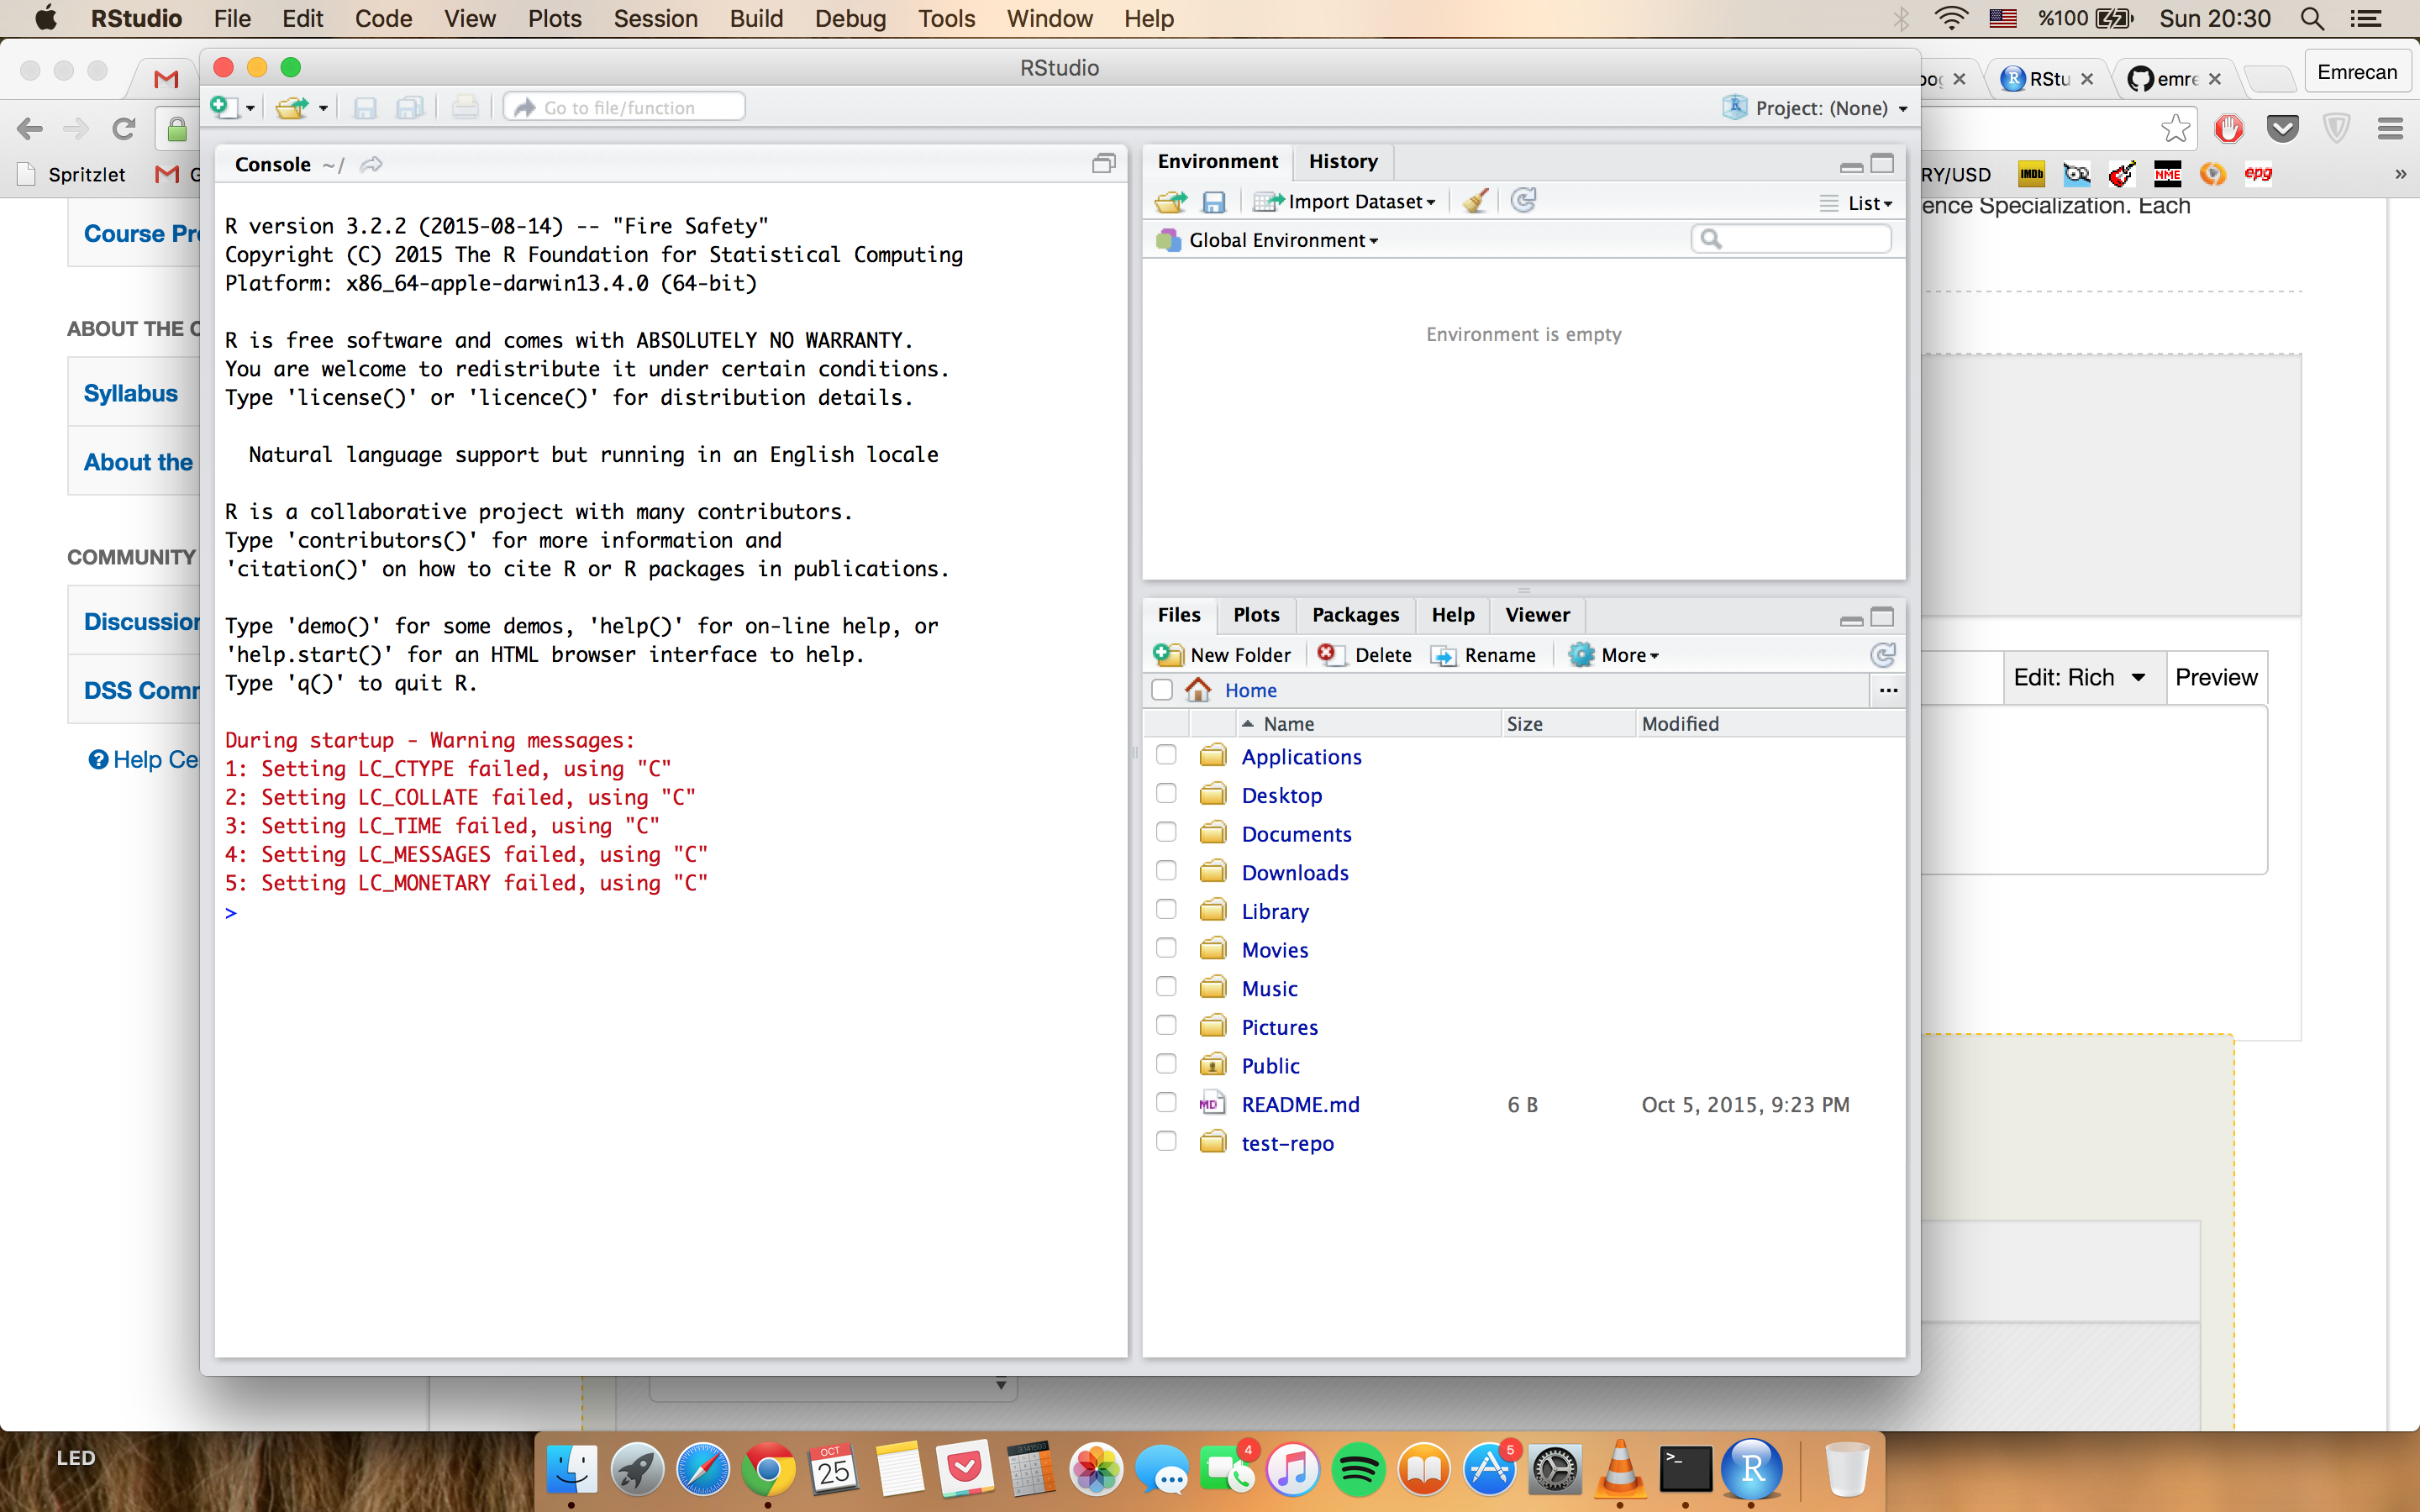 RStudio File Edit Code View Plots Session Build Debug Tools Window Help %100 Sun 20:30
RStudio
RStu
emre
Emrecan
Go to file/function
Project: (None)
Spritzlet
RY/USD
IMDb
NME
epg
»
Console ~/
Environment History
Import Dataset
List
Global Environment
Environment is empty
R version 3.2.2 (2015-08-14) -- "Fire Safety"
Copyright (C) 2015 The R Foundation for Statistical Computing
Platform: x86_64-apple-darwin13.4.0 (64-bit)
R is free software and comes with ABSOLUTELY NO WARRANTY.
You are welcome to redistribute it under certain conditions.
Type 'license()' or 'licence()' for distribution details.
Natural language support but running in an English locale
R is a collaborative project with many contributors.
Type 'contributors()' for more information and
'citation()' on how to cite R or R packages in publications.
Type 'demo()' for some demos, 'help()' for on-line help, or
'help.start()' for an HTML browser interface to help.
Type 'q()' to quit R.
During startup - Warning messages:
1: Setting LC_CTYPE failed, using "C"
2: Setting LC_COLLATE failed, using "C"
3: Setting LC_TIME failed, using "C"
4: Setting LC_MESSAGES failed, using "C"
5: Setting LC_MONETARY failed, using "C"
>
Files Plots Packages Help Viewer
New Folder Delete Rename More
Home ...
Name Size Modified
Applications
Desktop
Documents
Downloads
Library
Movies
Music
Pictures
Public
README.md 6 B Oct 5, 2015, 9:23 PM
test-repo
Course Pr
ABOUT THE C
Syllabus
About the
COMMUNITY
Discussion
DSS Comm
Help Ce
ence Specialization. Each
Edit: Rich Preview
LED
OCT
25
4
5